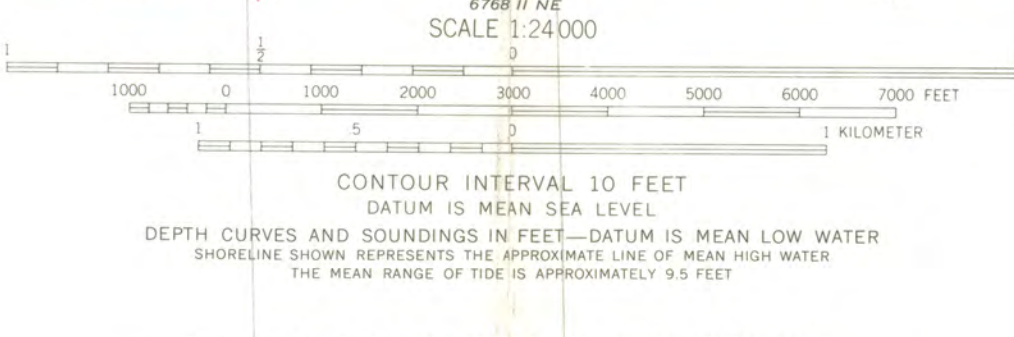 6768 II NE
SCALE 1:24 000
1 ½ 0
1000 0 1000 2000 3000 4000 5000 6000 7000 FEET
1 .5 0 1 KILOMETER
CONTOUR INTERVAL 10 FEET
DATUM IS MEAN SEA LEVEL
DEPTH CURVES AND SOUNDINGS IN FEET—DATUM IS MEAN LOW WATER
SHORELINE SHOWN REPRESENTS THE APPROXIMATE LINE OF MEAN HIGH WATER
THE MEAN RANGE OF TIDE IS APPROXIMATELY 9.5 FEET